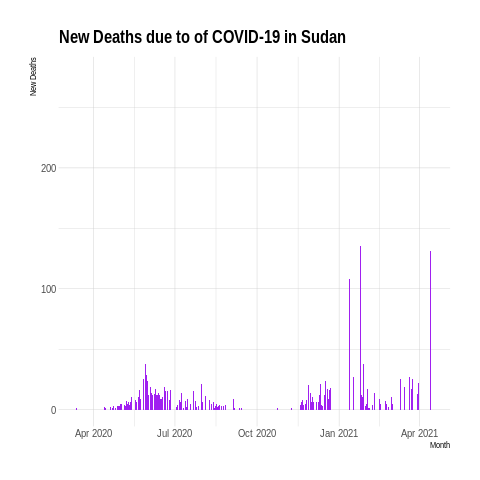 New Deaths due to of COVID-19 in Sudan
New Deaths
200
100
0
Apr 2020 Jul 2020 Oct 2020 Jan 2021 Apr 2021
Month